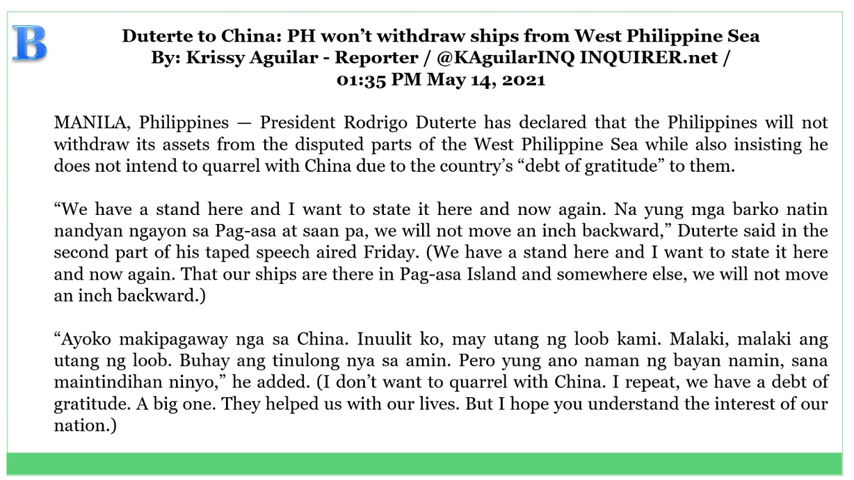 B
Duterte to China: PH won’t withdraw ships from West Philippine Sea
By: Krissy Aguilar - Reporter / @KAguilarINQ INQUIRER.net /
01:35 PM May 14, 2021
MANILA, Philippines — President Rodrigo Duterte has declared that the Philippines will not
withdraw its assets from the disputed parts of the West Philippine Sea while also insisting he
does not intend to quarrel with China due to the country’s “debt of gratitude” to them.
“We have a stand here and I want to state it here and now again. Na yung mga barko natin
nandyan ngayon sa Pag-asa at saan pa, we will not move an inch backward,” Duterte said in the
second part of his taped speech aired Friday. (We have a stand here and I want to state it here
and now again. That our ships are there in Pag-asa Island and somewhere else, we will not move
an inch backward.)
“Ayoko makipagaway nga sa China. Inuulit ko, may utang ng loob kami. Malaki, malaki ang
utang ng loob. Buhay ang tinulong nya sa amin. Pero yung ano naman ng bayan namin, sana
maintindihan ninyo,” he added. (I don’t want to quarrel with China. I repeat, we have a debt of
gratitude. A big one. They helped us with our lives. But I hope you understand the interest of our
nation.)